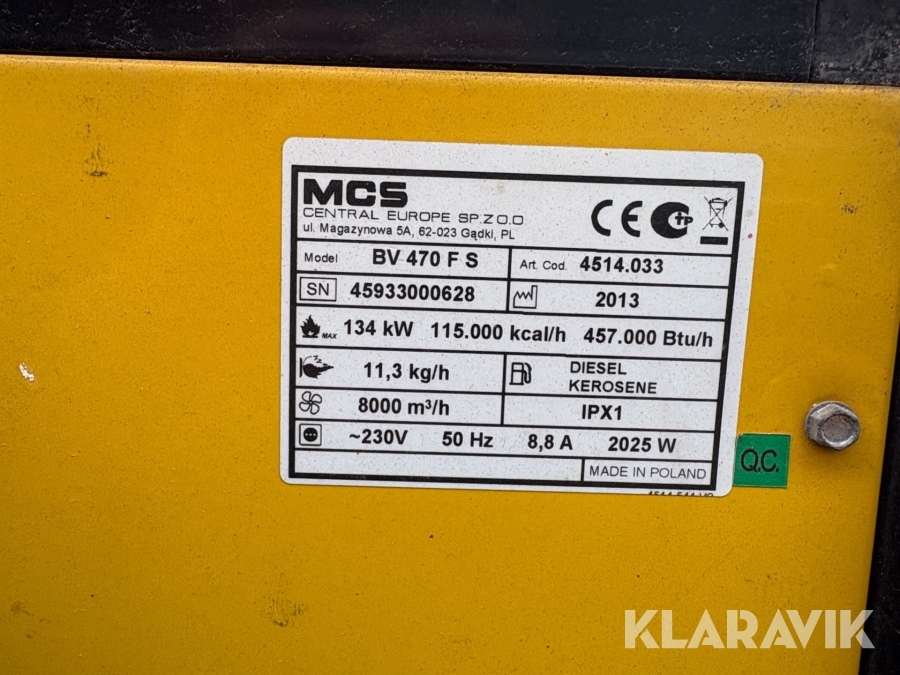 MCS
CENTRAL EUROPE SP.Z O.O
ul. Magazynowa 5A, 62-023 Gądki, PL
CE
Model BV 470 F S
Art. Cod. 4514.033
SN 45933000628
2013
MAX 134 kW 115.000 kcal/h 457.000 Btu/h
11,3 kg/h
DIESEL
KEROSENE
8000 m³/h
IPX1
~230V 50 Hz 8,8 A 2025 W
MADE IN POLAND
Q.C.
KLARAVIK